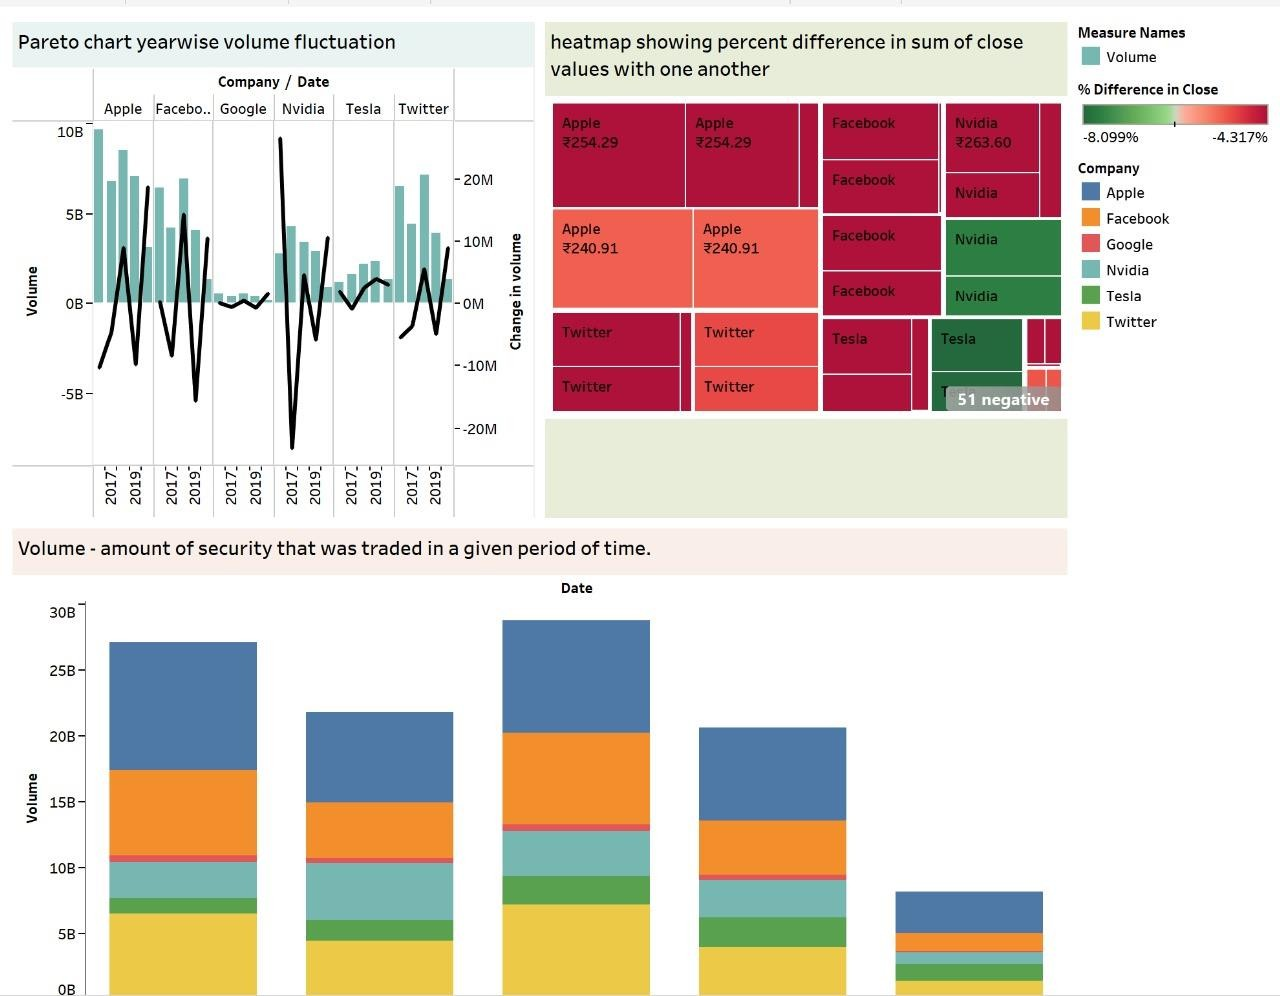 Pareto chart yearwise volume fluctuation
Company / Date
Apple Facebo.. Google Nvidia Tesla Twitter
10B
5B
0B
-5B
Volume
20M
10M
0M
-10M
-20M
Change in volume
2017 2019 2017 2019 2017 2019 2017 2019 2017 2019 2017 2019
heatmap showing percent difference in sum of close
values with one another
Apple
₹254.29
Apple
₹254.29
Apple
₹240.91
Apple
₹240.91
Twitter
Twitter
Twitter
Twitter
Facebook
Facebook
Facebook
Facebook
Nvidia
₹263.60
Nvidia
Nvidia
Nvidia
Tesla
Tesla
Tesla
51 negative
Measure Names
Volume
% Difference in Close
-8.099% -4.317%
Company
Apple
Facebook
Google
Nvidia
Tesla
Twitter
Volume - amount of security that was traded in a given period of time.
Date
30B
25B
20B
15B
10B
5B
0B
Volume